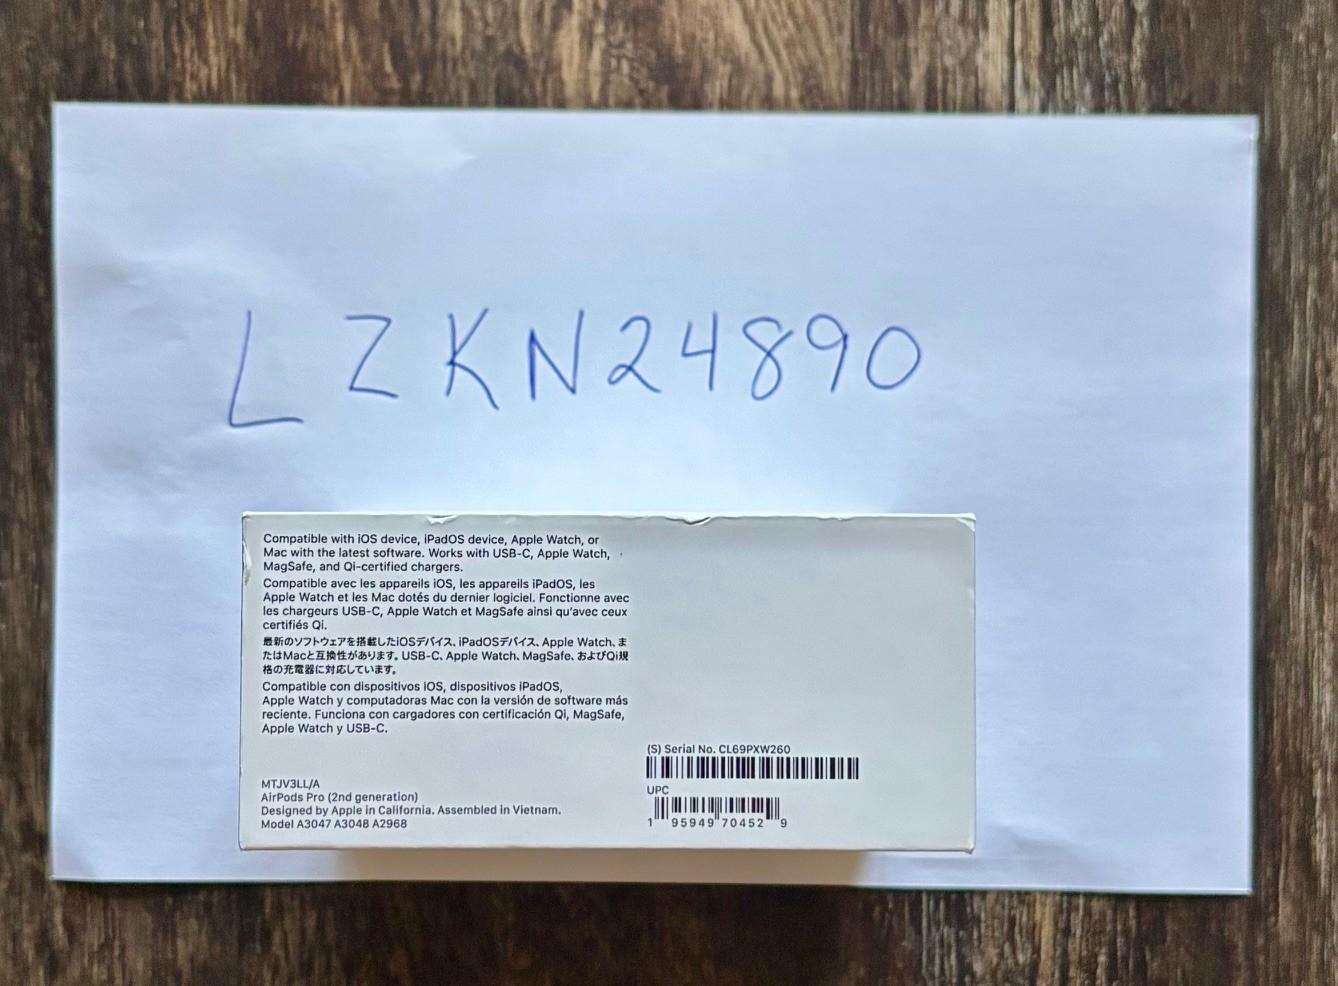 LZKN24890
Compatible with iOS device, iPadOS device, Apple Watch, or
Mac with the latest software. Works with USB-C, Apple Watch,
MagSafe, and Qi-certified chargers.
Compatible avec les appareils iOS, les appareils iPadOS, les
Apple Watch et les Mac dotés du dernier logiciel. Fonctionne avec
les chargeurs USB-C, Apple Watch et MagSafe ainsi qu'avec ceux
certifiés Qi.
最新のソフトウェアを搭載したiOSデバイス、iPadOSデバイス、Apple Watch、ま
たはMacと互換性があります。USB-C、Apple Watch、MagSafe、およびQi規
格の充電器に対応しています。
Compatible con dispositivos iOS, dispositivos iPadOS,
Apple Watch y computadoras Mac con la versión de software más
reciente. Funciona con cargadores con certificación Qi, MagSafe,
Apple Watch y USB-C.
MTJV3LL/A
AirPods Pro (2nd generation)
Designed by Apple in California. Assembled in Vietnam.
Model A3047 A3048 A2968
(S) Serial No. CL69PXW260
UPC
1 95949 70452 9